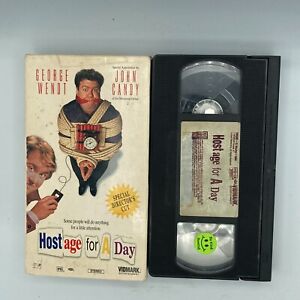 GEORGE
WENDT
Special Appearance by
JOHN
CANDY
SPECIAL
DIRECTOR'S
CUT
Some people will do anything
for a little attention.
Hostage for A Day
STEREO
VIDMARK
Hostage for A Day